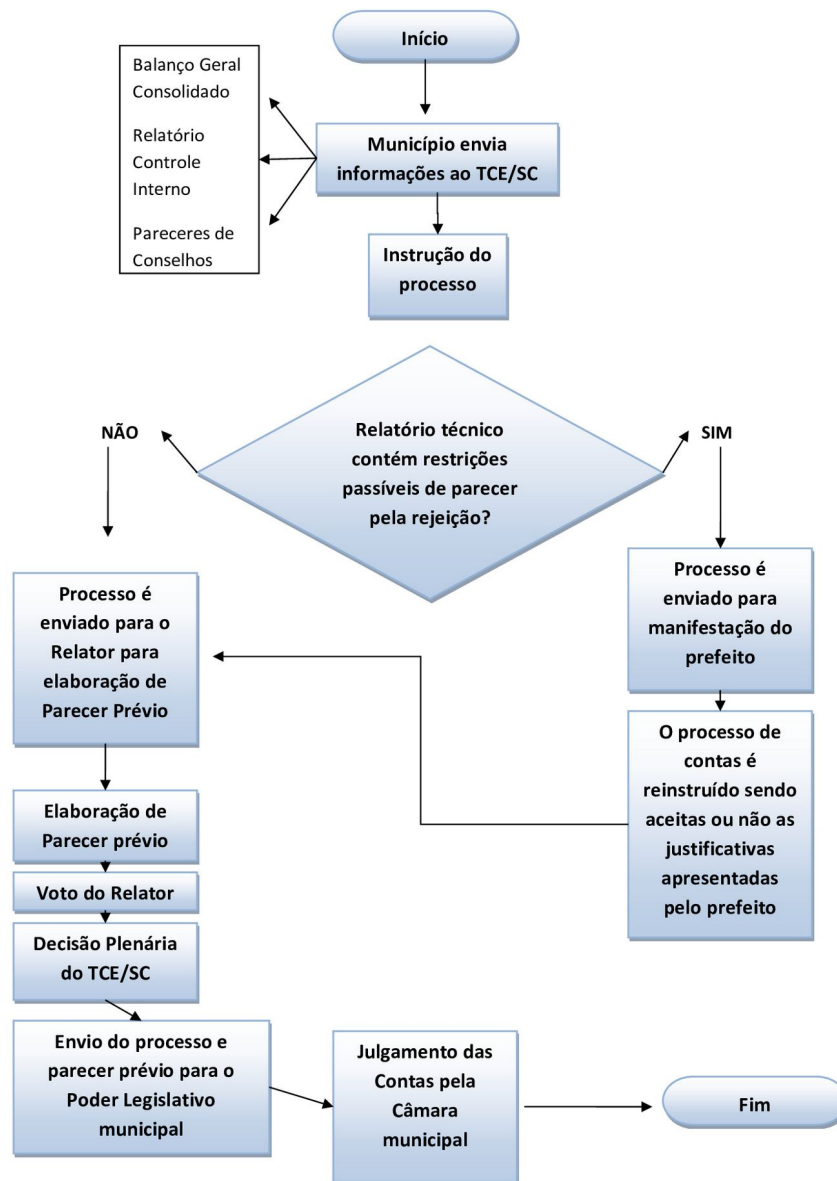 Início
Balanço Geral
Consolidado
Relatório
Controle
Interno
Pareceres de
Conselhos
Município envia
informações ao TCE/SC
Instrução do
processo
Relatório técnico
contém restrições
passíveis de parecer
pela rejeição?
NÃO
SIM
Processo é
enviado para o
Relator para
elaboração de
Parecer Prévio
Processo é
enviado para
manifestação do
prefeito
O processo de
contas é
reinstruído sendo
aceitas ou não as
justificativas
apresentadas
pelo prefeito
Elaboração de
Parecer prévio
Voto do Relator
Decisão Plenária
do TCE/SC
Envio do processo e
parecer prévio para o
Poder Legislativo
municipal
Julgamento das
Contas pela
Câmara
municipal
Fim